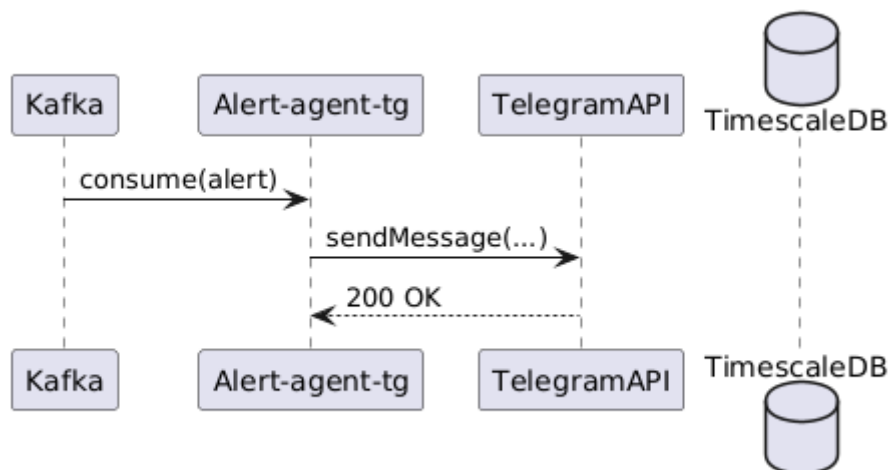 Kafka
Alert-agent-tg
TelegramAPI
TimescaleDB
consume(alert)
sendMessage(...)
200 OK
Kafka
Alert-agent-tg
TelegramAPI
TimescaleDB